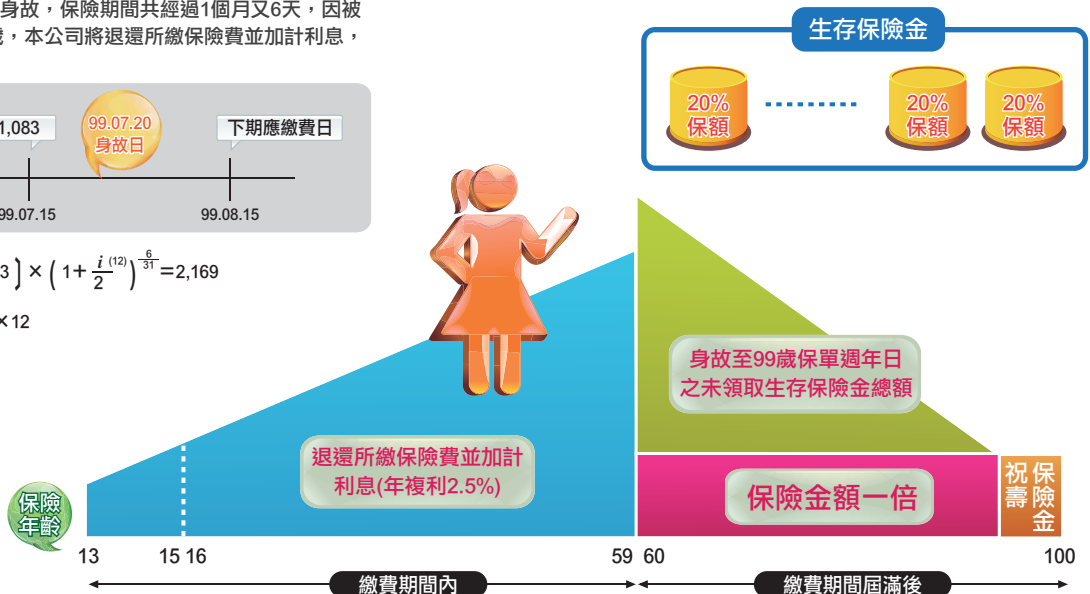 身故，保險期間共經過1個月又6天，因被
，本公司將退還所繳保險費並加計利息，
1,083
99.07.20
身故日
下期應繳費日
99.07.15
99.08.15
3 ] × ( 1+ i/2 (12) ) 6/31 =2,169
×12
生存保險金
20%
保額
20%
保額
20%
保額
身故至99歲保單週年日
之未領取生存保險金總額
退還所繳保險費並加計
利息(年複利2.5%)
保險金額一倍
祝壽保險金
保險
年齡
13
15 16
59 60
100
繳費期間內
繳費期間屆滿後